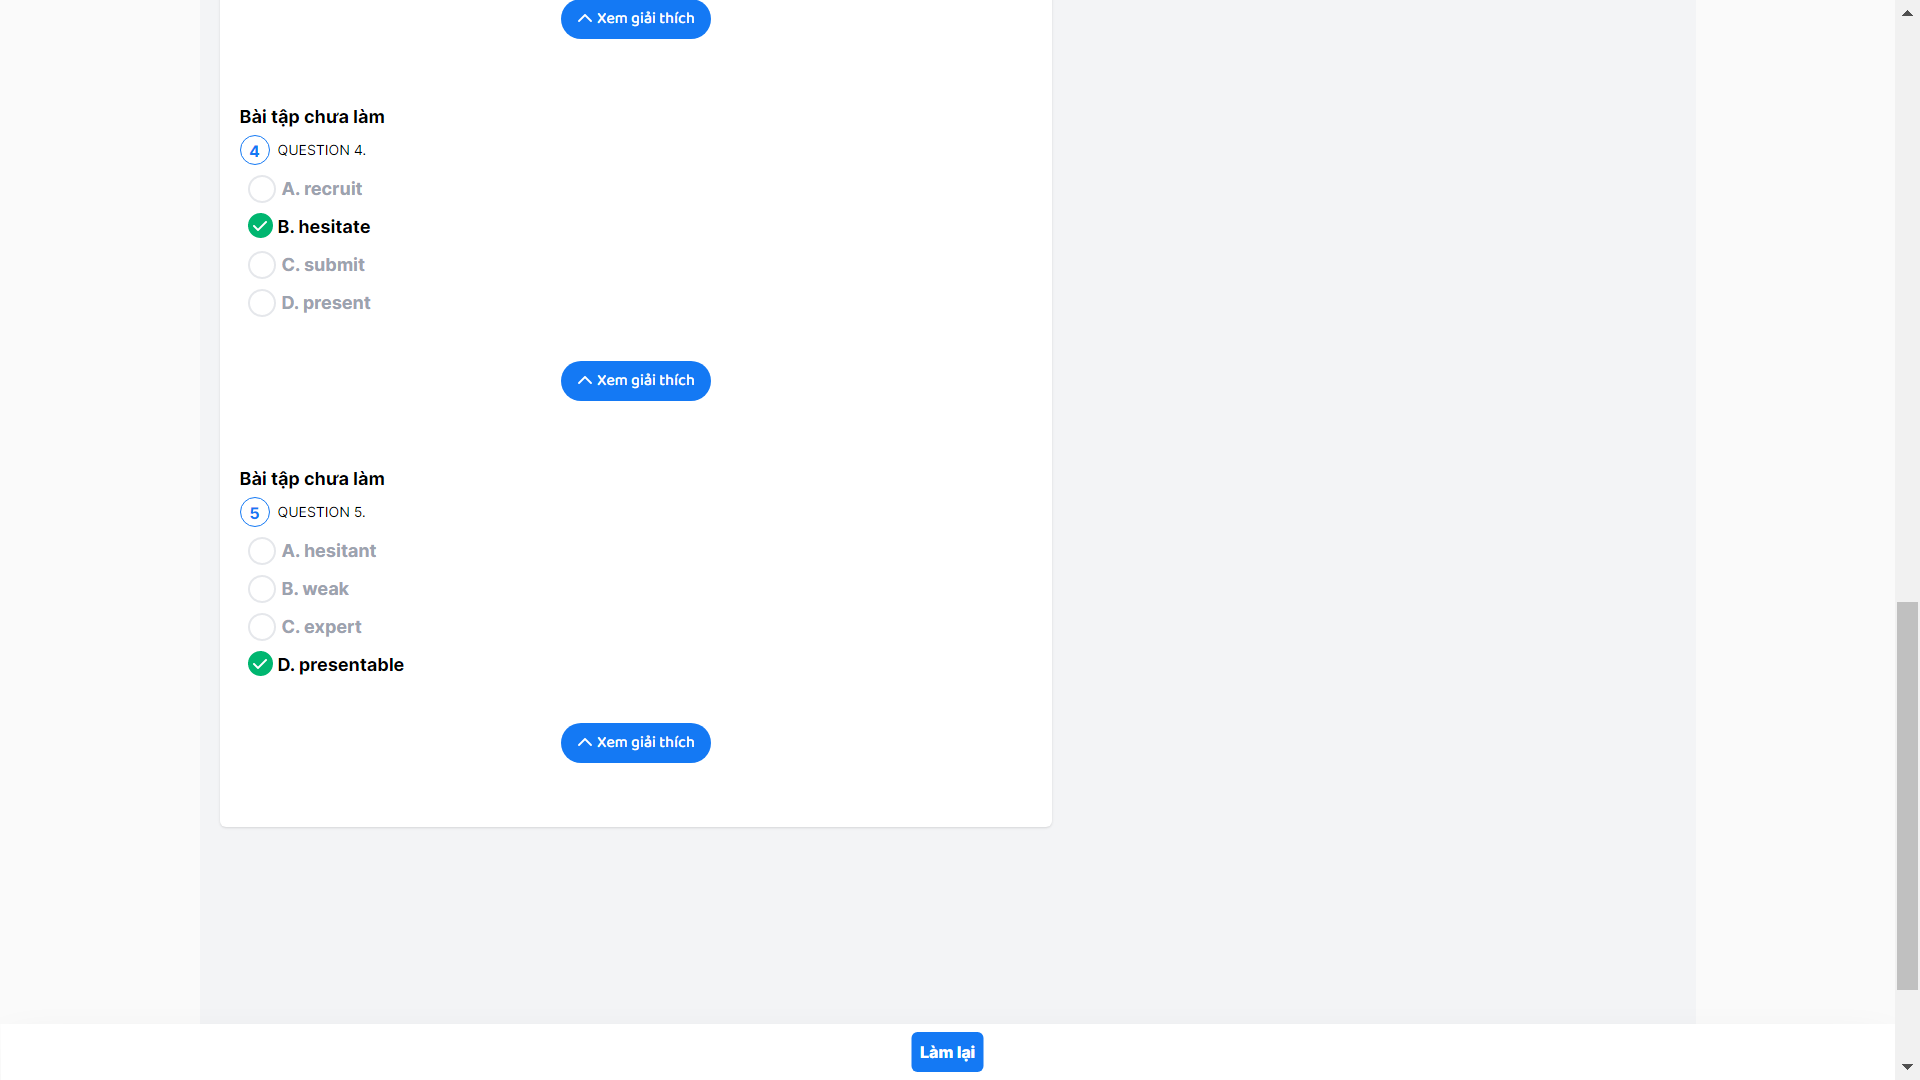 Xem giải thích
Bài tập chưa làm
4 QUESTION 4.
A. recruit
B. hesitate
C. submit
D. present
Xem giải thích
Bài tập chưa làm
5 QUESTION 5.
A. hesitant
B. weak
C. expert
D. presentable
Xem giải thích
Làm lại